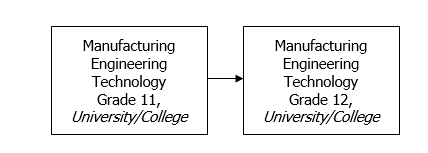 Manufacturing
Engineering
Technology
Grade 11,
University/College
Manufacturing
Engineering
Technology
Grade 12,
University/College